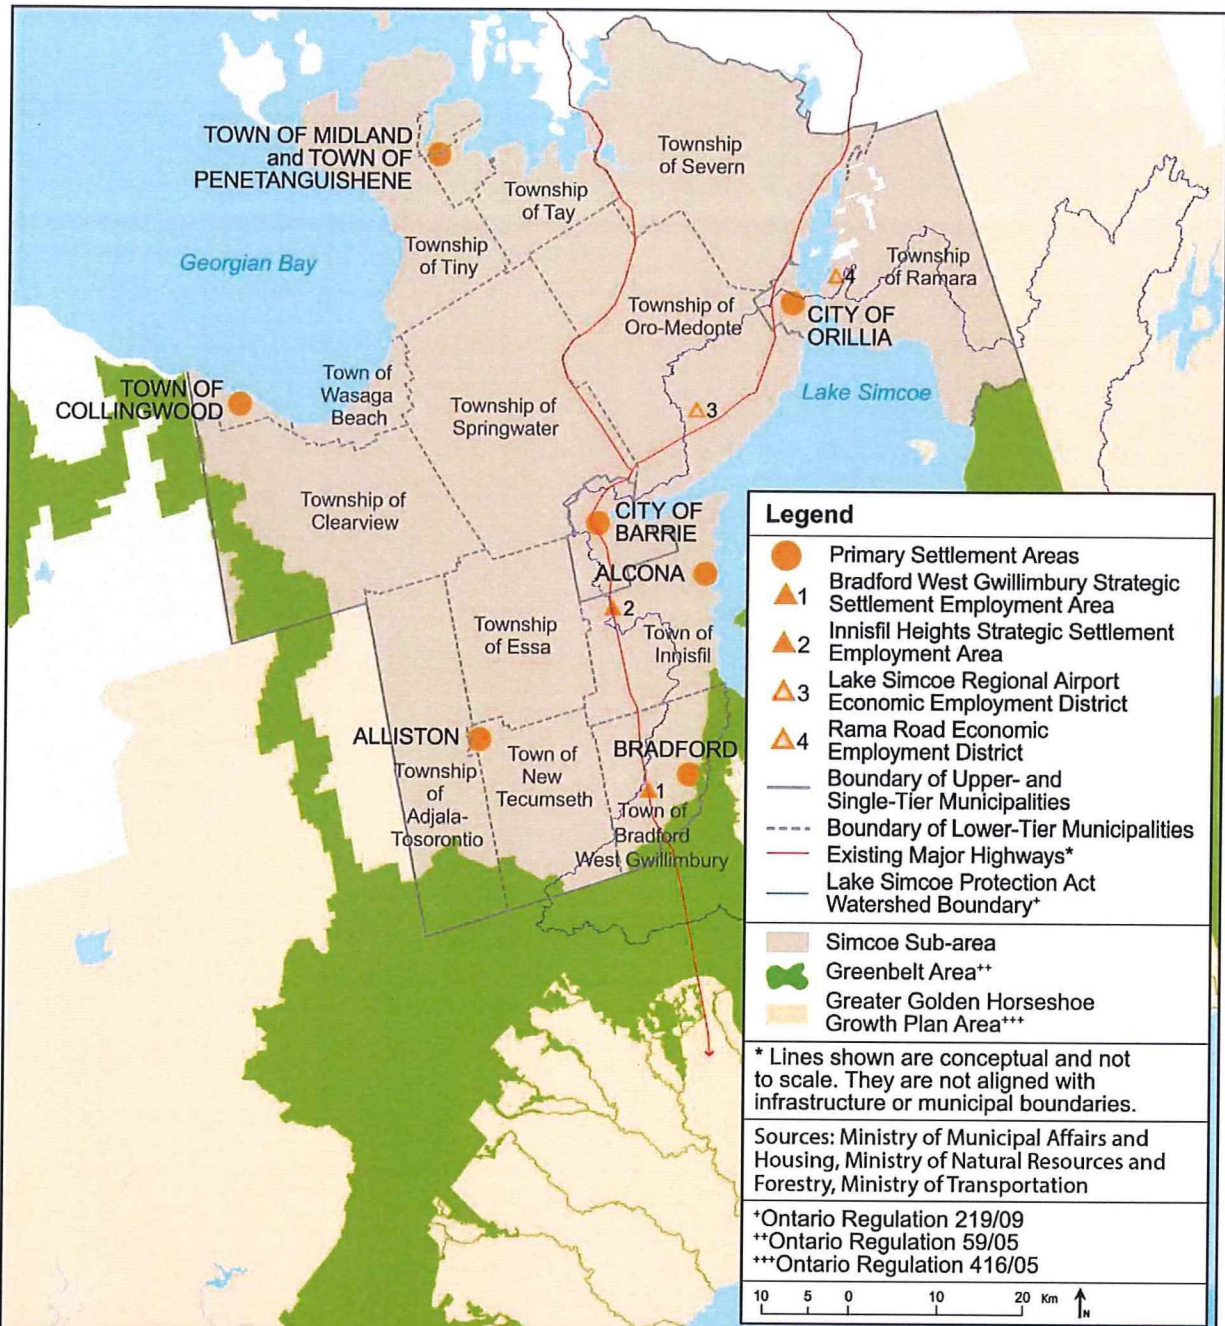 TOWN OF MIDLAND
and TOWN OF
PENETANGUISHENE
Township
of Severn
Township
of Tay
Township
of Tiny
Georgian Bay
Township
of Ramara
4
Township of
Oro-Medonte
CITY OF
ORILLIA
TOWN OF
COLLINGWOOD
Town of
Wasaga
Beach
Lake Simcoe
3
Township of
Springwater
Township of
Clearview
CITY OF
BARRIE
ALCONA
2
Township
of Essa
Town of
Innisfil
ALLISTON
Township
of
Adjala-
Tosorontio
Town of
New
Tecumseth
BRADFORD
1
Town of
Bradford
West Gwillimbury
Legend
Primary Settlement Areas
1 Bradford West Gwillimbury Strategic
Settlement Employment Area
2 Innisfil Heights Strategic Settlement
Employment Area
3 Lake Simcoe Regional Airport
Economic Employment District
4 Rama Road Economic
Employment District
Boundary of Upper- and
Single-Tier Municipalities
Boundary of Lower-Tier Municipalities
Existing Major Highways*
Lake Simcoe Protection Act
Watershed Boundary+
Simcoe Sub-area
Greenbelt Area++
Greater Golden Horseshoe
Growth Plan Area+++
* Lines shown are conceptual and not
to scale. They are not aligned with
infrastructure or municipal boundaries.
Sources: Ministry of Municipal Affairs and
Housing, Ministry of Natural Resources and
Forestry, Ministry of Transportation
+Ontario Regulation 219/09
++Ontario Regulation 59/05
+++Ontario Regulation 416/05
10 5 0 10 20 Km
N